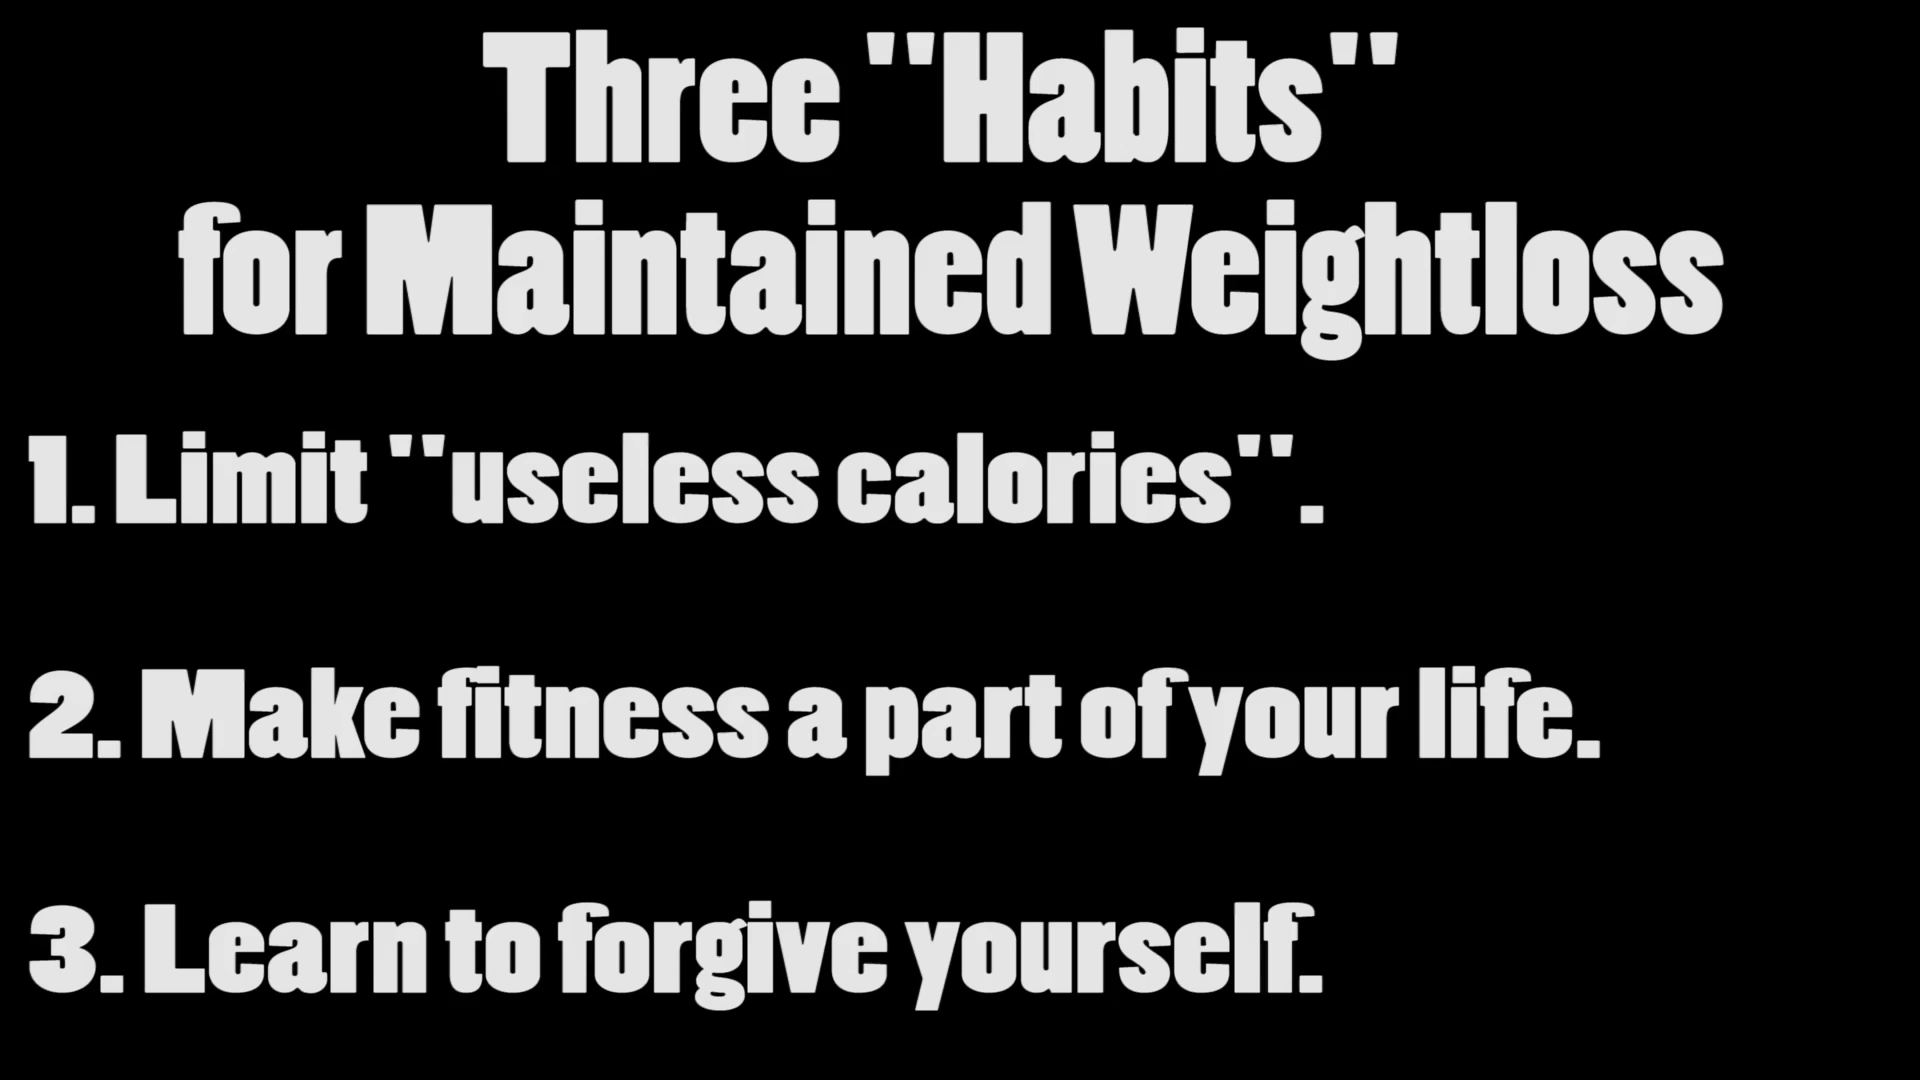 Three "Habits"
for Maintained Weightloss
1. Limit "useless calories".
2. Make fitness a part of your life.
3. Learn to forgive yourself.